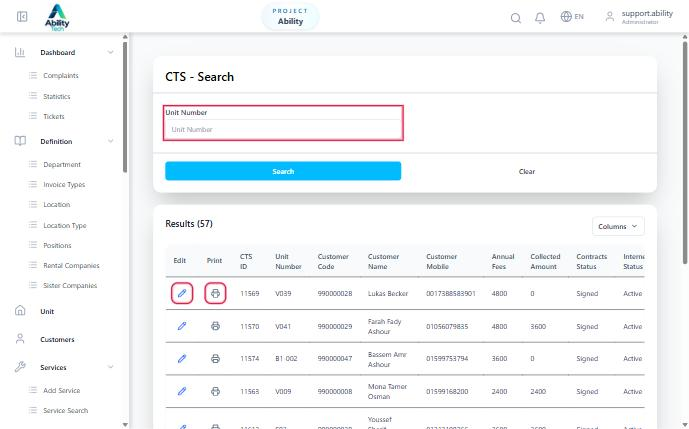 Ability
Tech
PROJECT
Ability
EN
support.ability
Administrator
Dashboard
Complaints
Statistics
Tickets
Definition
Department
Invoice Types
Location
Location Type
Positions
Rental Companies
Sister Companies
Unit
Customers
Services
Add Service
Service Search
CTS - Search
Unit Number
Unit Number
Search
Clear
Results (57)
Columns
Edit Print CTS ID Unit Number Customer Code Customer Name Customer Mobile Annual Fees Collected Amount Contracts Status Status
11569 V039 990000028 Lukas Becker 0017388583901 4800 0 Signed Active
11570 V041 990000029 Farah Fady Ashour 01056079835 4800 3600 Signed Active
11574 B1-002 990000047 Bassem Amr Ashour 01599753794 3600 0 Signed Active
11563 V009 990000008 Mona Tamer Osman 01599168200 2400 2400 Signed Active
Youssef